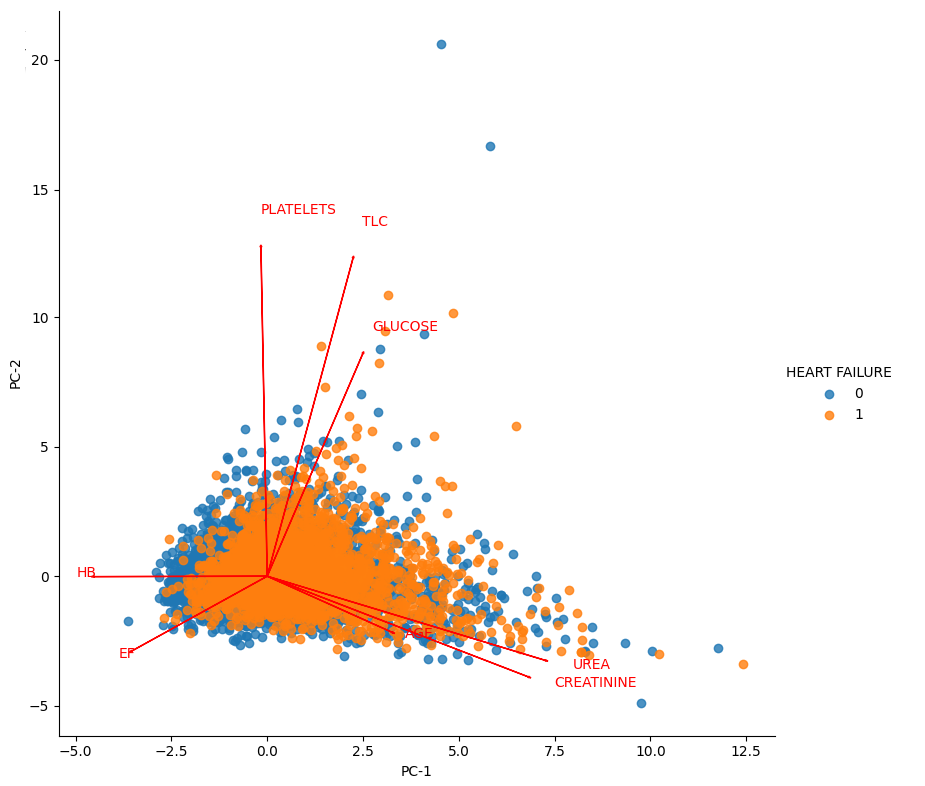 20
15
10
5
0
−5
PC-2
PLATELETS
TLC
GLUCOSE
HB
EF
AGE
UREA
CREATININE
−5.0 −2.5 0.0 2.5 5.0 7.5 10.0 12.5
PC-1
HEART FAILURE
0
1